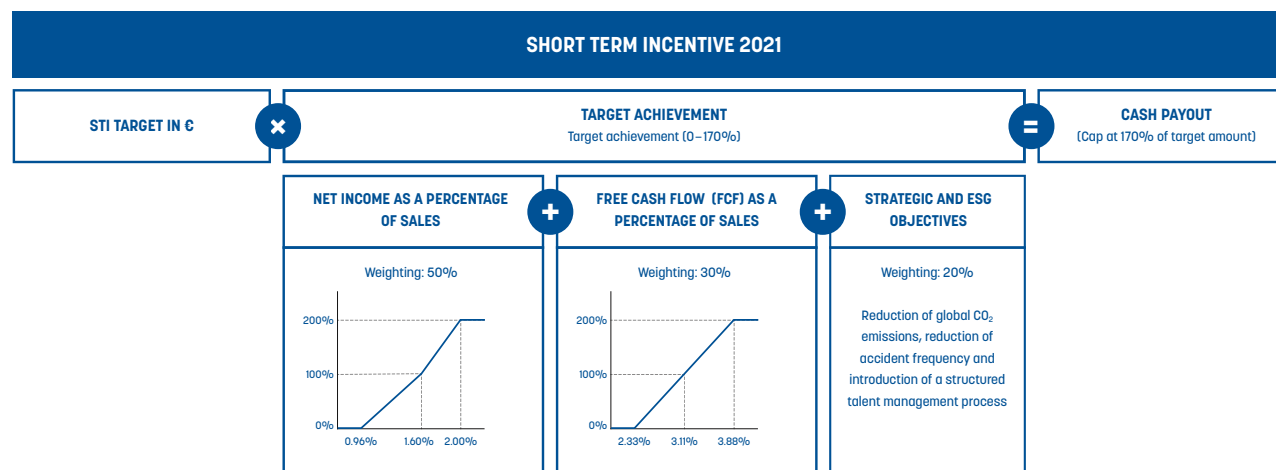 SHORT TERM INCENTIVE 2021
STI TARGET IN €
×
TARGET ACHIEVEMENT
Target achievement (0–170%)
=
CASH PAYOUT
(Cap at 170% of target amount)
NET INCOME AS A PERCENTAGE
OF SALES
+
FREE CASH FLOW (FCF) AS A
PERCENTAGE OF SALES
+
STRATEGIC AND ESG
OBJECTIVES
Weighting: 50%
200%
100%
0%
0.96% 1.60% 2.00%
Weighting: 30%
200%
100%
0%
2.33% 3.11% 3.88%
Weighting: 20%
Reduction of global CO₂
emissions, reduction of
accident frequency and
introduction of a structured
talent management process